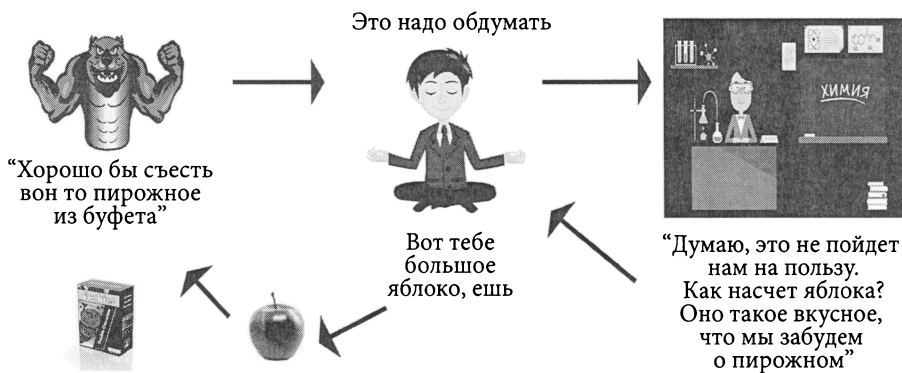 Это надо обдумать
ХИМИЯ
“Хорошо бы съесть
вон то пирожное
из буфета”
Вот тебе
большое
яблоко, ешь
“Думаю, это не пойдет
нам на пользу.
Как насчет яблока?
Оно такое вкусное,
что мы забудем
о пирожном”